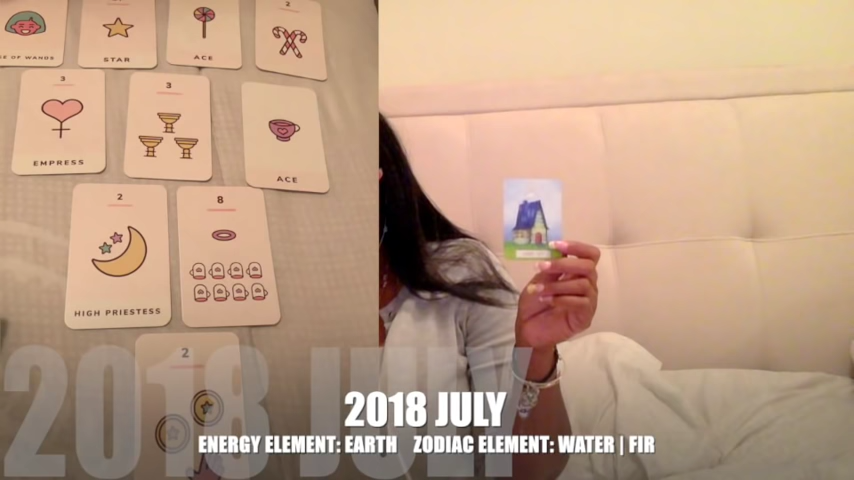 2
E OF WANDS
STAR
ACE
3
3
EMPRESS
ACE
2
8
HIGH PRIESTESS
2
2018 JULY
2018 JULY
ENERGY ELEMENT: EARTH ZODIAC ELEMENT: WATER | FIR